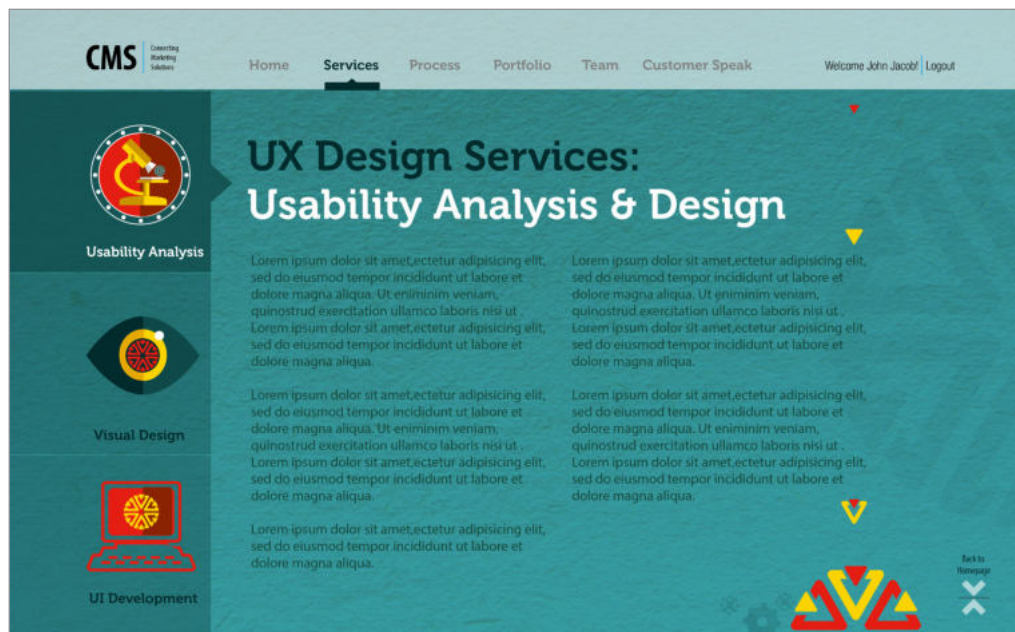 CMS
Connecting
Marketing
Solutions
Home Services Process Portfolio Team Customer Speak
Welcome John Jacob! Logout
UX Design Services:
Usability Analysis & Design
Usability Analysis
Visual Design
UI Development
Lorem ipsum dolor sit amet,ectetur adipisicing elit,
sed do eiusmod tempor incididunt ut labore et
dolore magna aliqua. Ut eniminim veniam,
quinostrud exercitation ullamco laboris nisi ut .
Lorem ipsum dolor sit amet,ectetur adipisicing elit,
sed do eiusmod tempor incididunt ut labore et
dolore magna aliqua.
Lorem ipsum dolor sit amet,ectetur adipisicing elit,
sed do eiusmod tempor incididunt ut labore et
dolore magna aliqua. Ut eniminim veniam,
quinostrud exercitation ullamco laboris nisi ut .
Lorem ipsum dolor sit amet,ectetur adipisicing elit,
sed do eiusmod tempor incididunt ut labore et
dolore magna aliqua.
Lorem ipsum dolor sit amet,ectetur adipisicing elit,
sed do eiusmod tempor incididunt ut labore et
dolore magna aliqua.
Lorem ipsum dolor sit amet,ectetur adipisicing elit,
sed do eiusmod tempor incididunt ut labore et
dolore magna aliqua. Ut eniminim veniam,
quinostrud exercitation ullamco laboris nisi ut .
Lorem ipsum dolor sit amet,ectetur adipisicing elit,
sed do eiusmod tempor incididunt ut labore et
dolore magna aliqua.
Lorem ipsum dolor sit amet,ectetur adipisicing elit,
sed do eiusmod tempor incididunt ut labore et
dolore magna aliqua. Ut eniminim veniam,
quinostrud exercitation ullamco laboris nisi ut .
Lorem ipsum dolor sit amet,ectetur adipisicing elit,
sed do eiusmod tempor incididunt ut labore et
dolore magna aliqua.
Back to
Homepage